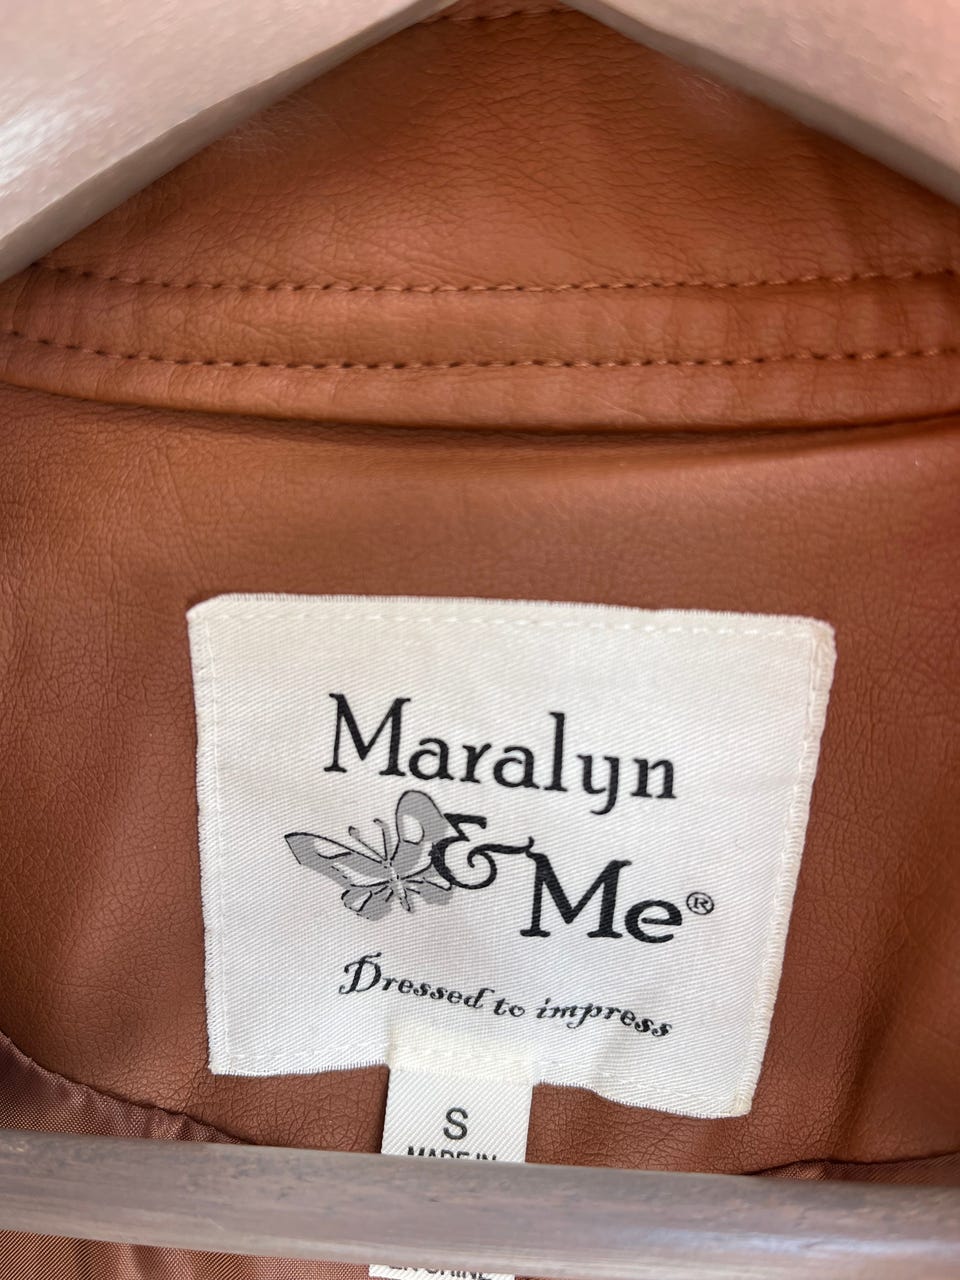 Maralyn
& Me®
Dressed to impress
S
MADE IN